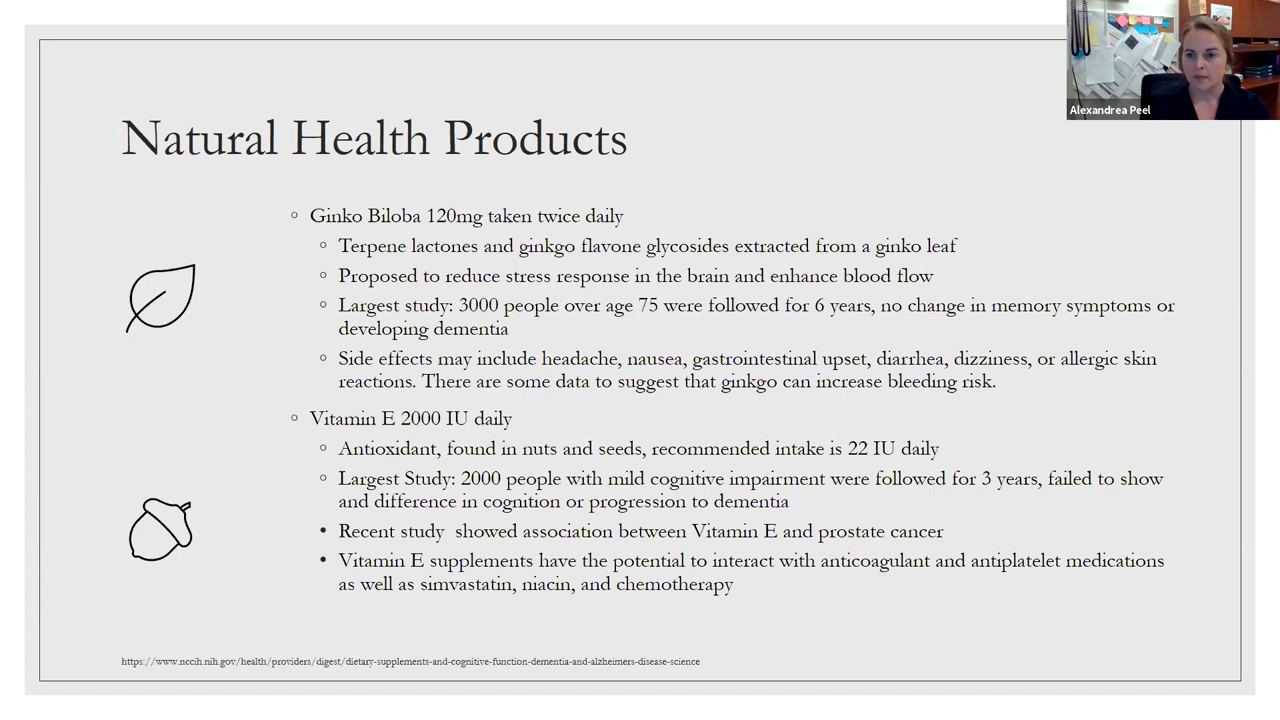 Alexandrea Peel
Natural Health Products
Ginko Biloba 120mg taken twice daily
Terpene lactones and ginkgo flavone glycosides extracted from a ginko leaf
Proposed to reduce stress response in the brain and enhance blood flow
Largest study: 3000 people over age 75 were followed for 6 years, no change in memory symptoms or
developing dementia
Side effects may include headache, nausea, gastrointestinal upset, diarrhea, dizziness, or allergic skin
reactions. There are some data to suggest that ginkgo can increase bleeding risk.
Vitamin E 2000 IU daily
Antioxidant, found in nuts and seeds, recommended intake is 22 IU daily
Largest Study: 2000 people with mild cognitive impairment were followed for 3 years, failed to show
and difference in cognition or progression to dementia
Recent study  showed association between Vitamin E and prostate cancer
Vitamin E supplements have the potential to interact with anticoagulant and antiplatelet medications
as well as simvastatin, niacin, and chemotherapy
https://www.nccih.nih.gov/health/providers/digest/dietary-supplements-and-cognitive-function-dementia-and-alzheimers-disease-science